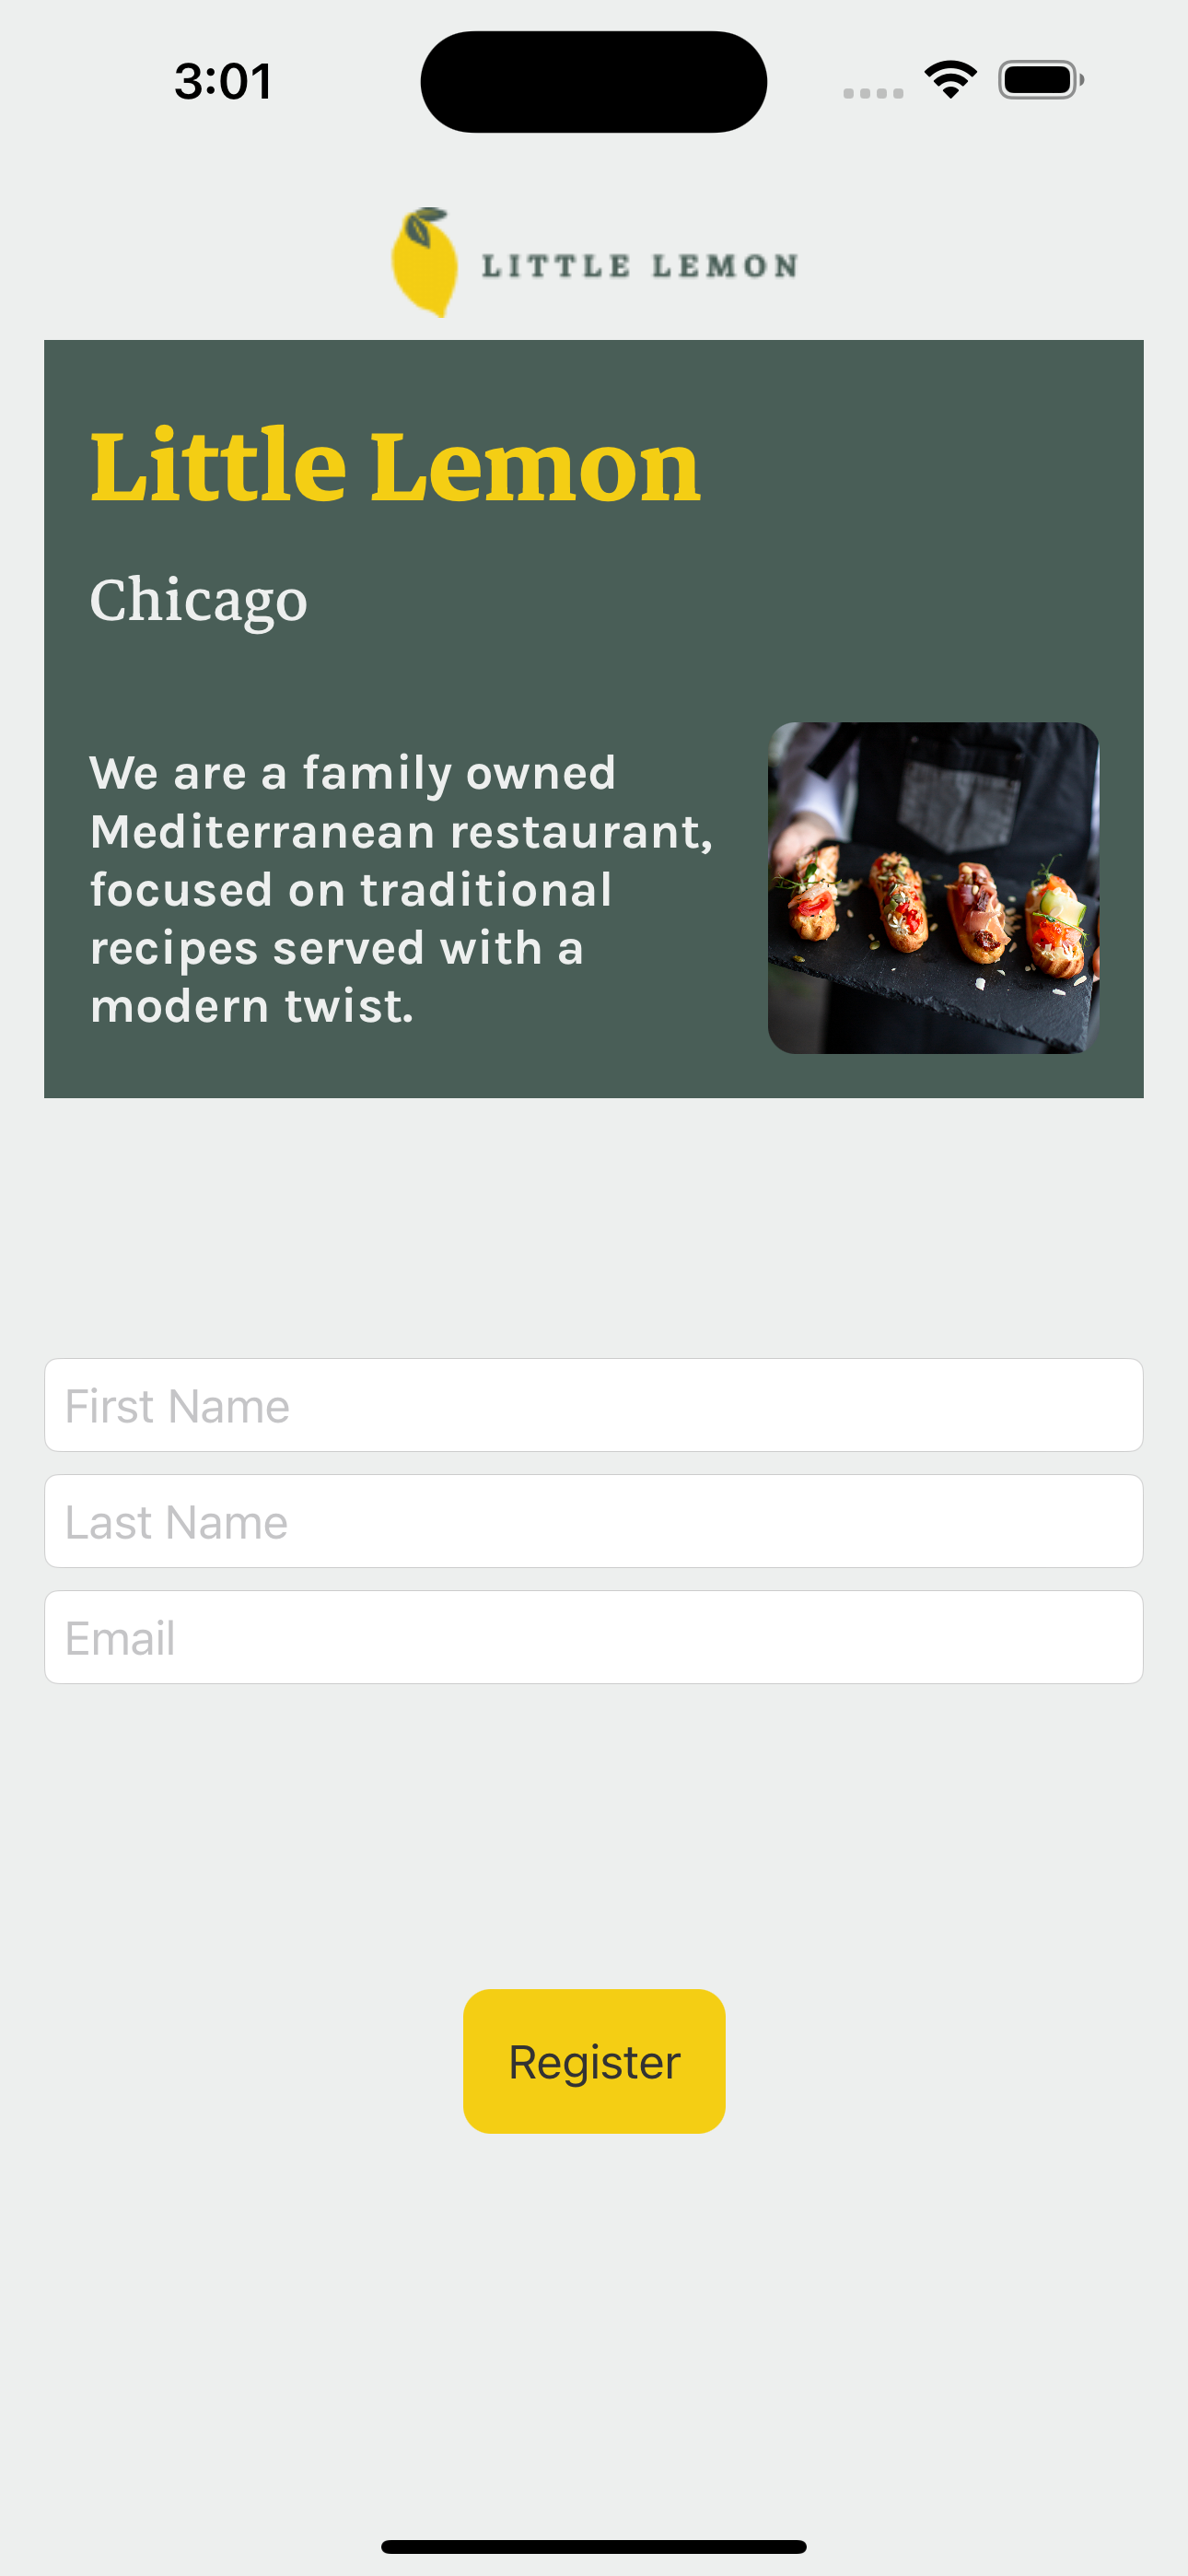 3:01
LITTLE LEMON
Little Lemon
Chicago
We are a family owned
Mediterranean restaurant,
focused on traditional
recipes served with a
modern twist.
First Name
Last Name
Email
Register